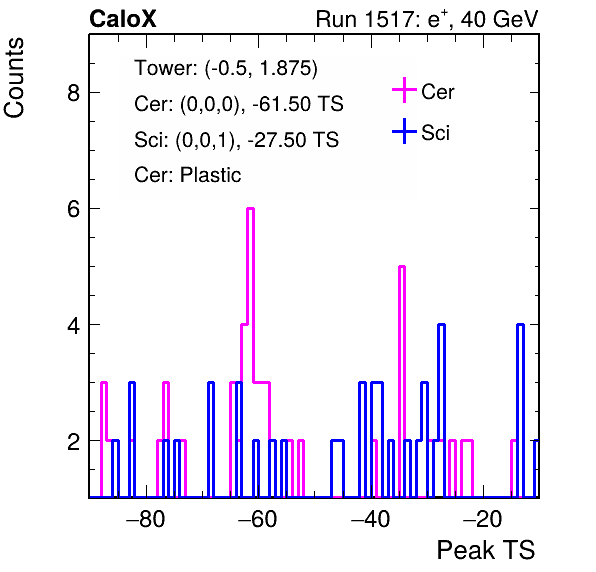 CaloX Run 1517: e⁺, 40 GeV
Counts
Tower: (-0.5, 1.875)
Cer: (0,0,0), -61.50 TS
Sci: (0,0,1), -27.50 TS
Cer: Plastic
Cer
Sci
8
6
4
2
−80 −60 −40 −20
Peak TS